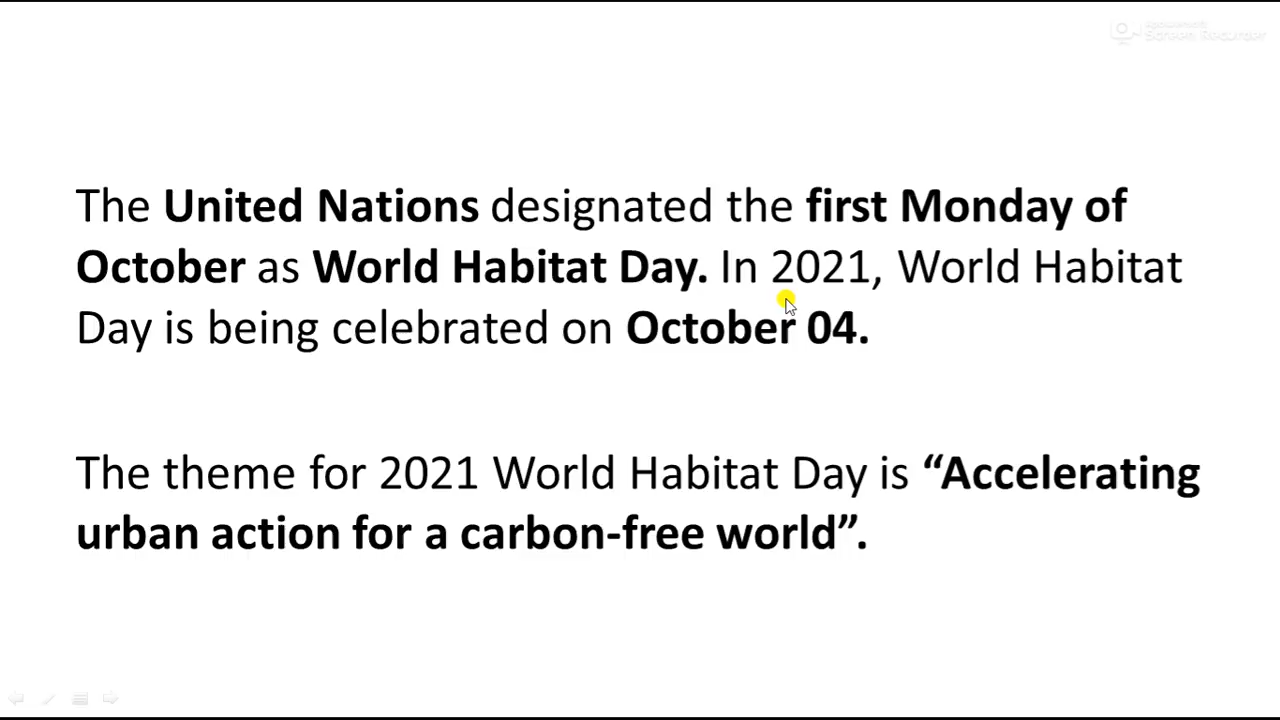 Screen Recorder
The United Nations designated the first Monday of
October as World Habitat Day. In 2021, World Habitat
Day is being celebrated on October 04.
The theme for 2021 World Habitat Day is “Accelerating
urban action for a carbon-free world”.